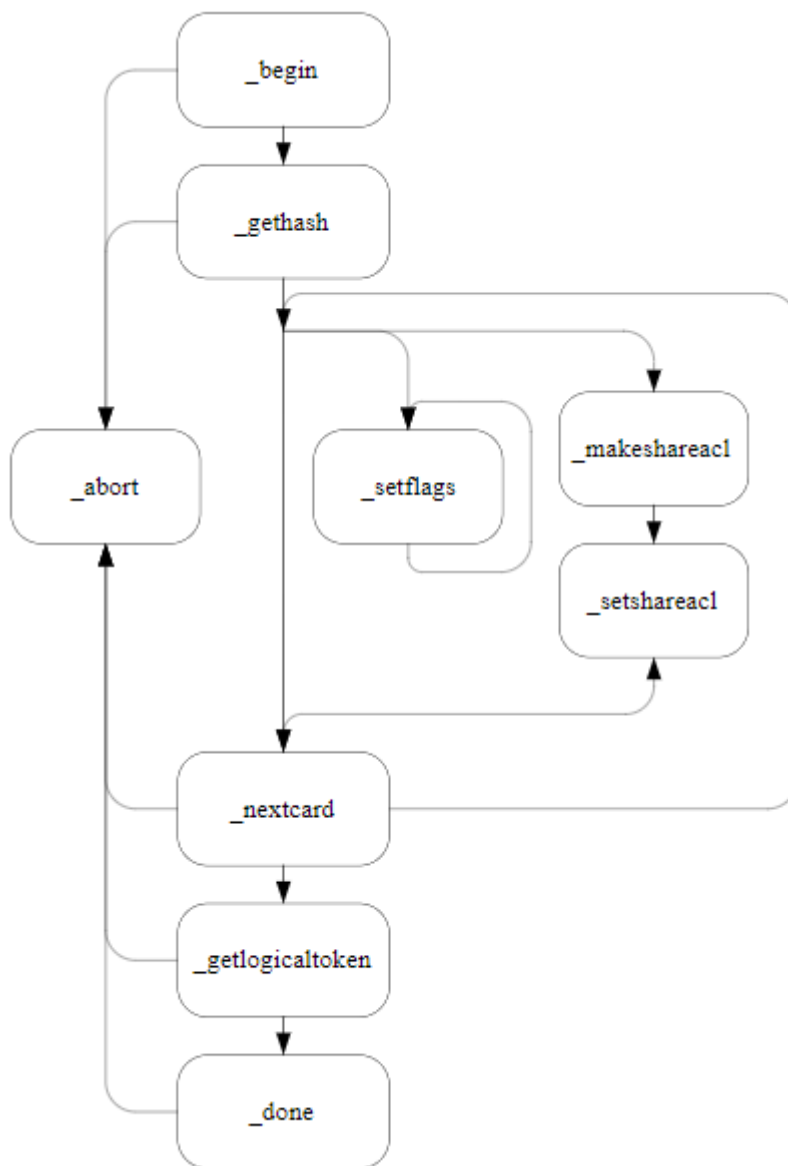 _begin
_gethash
_makeshareacl
_abort
_setflags
_setshareacl
_nextcard
_getlogicaltoken
_done